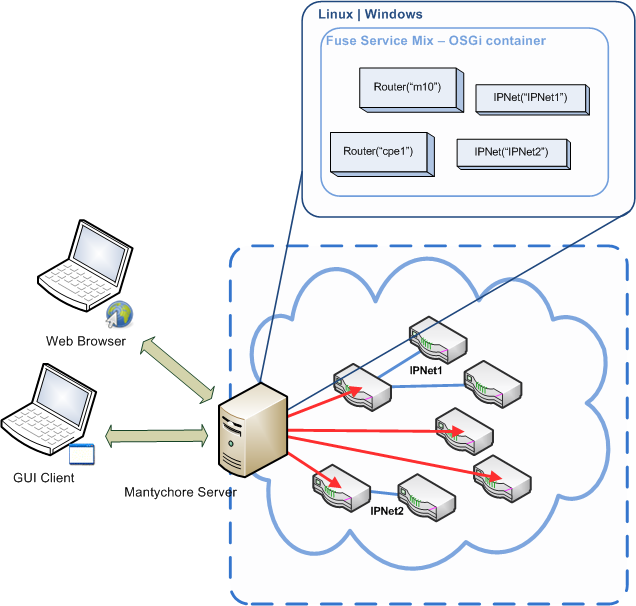 Linux | Windows
Fuse Service Mix – OSGi container
Router(“m10”)
IPNet(“IPNet1”)
Router(“cpe1”)
IPNet(“IPNet2”)
Web Browser
IPNet1
GUI Client
Mantychore Server
IPNet2